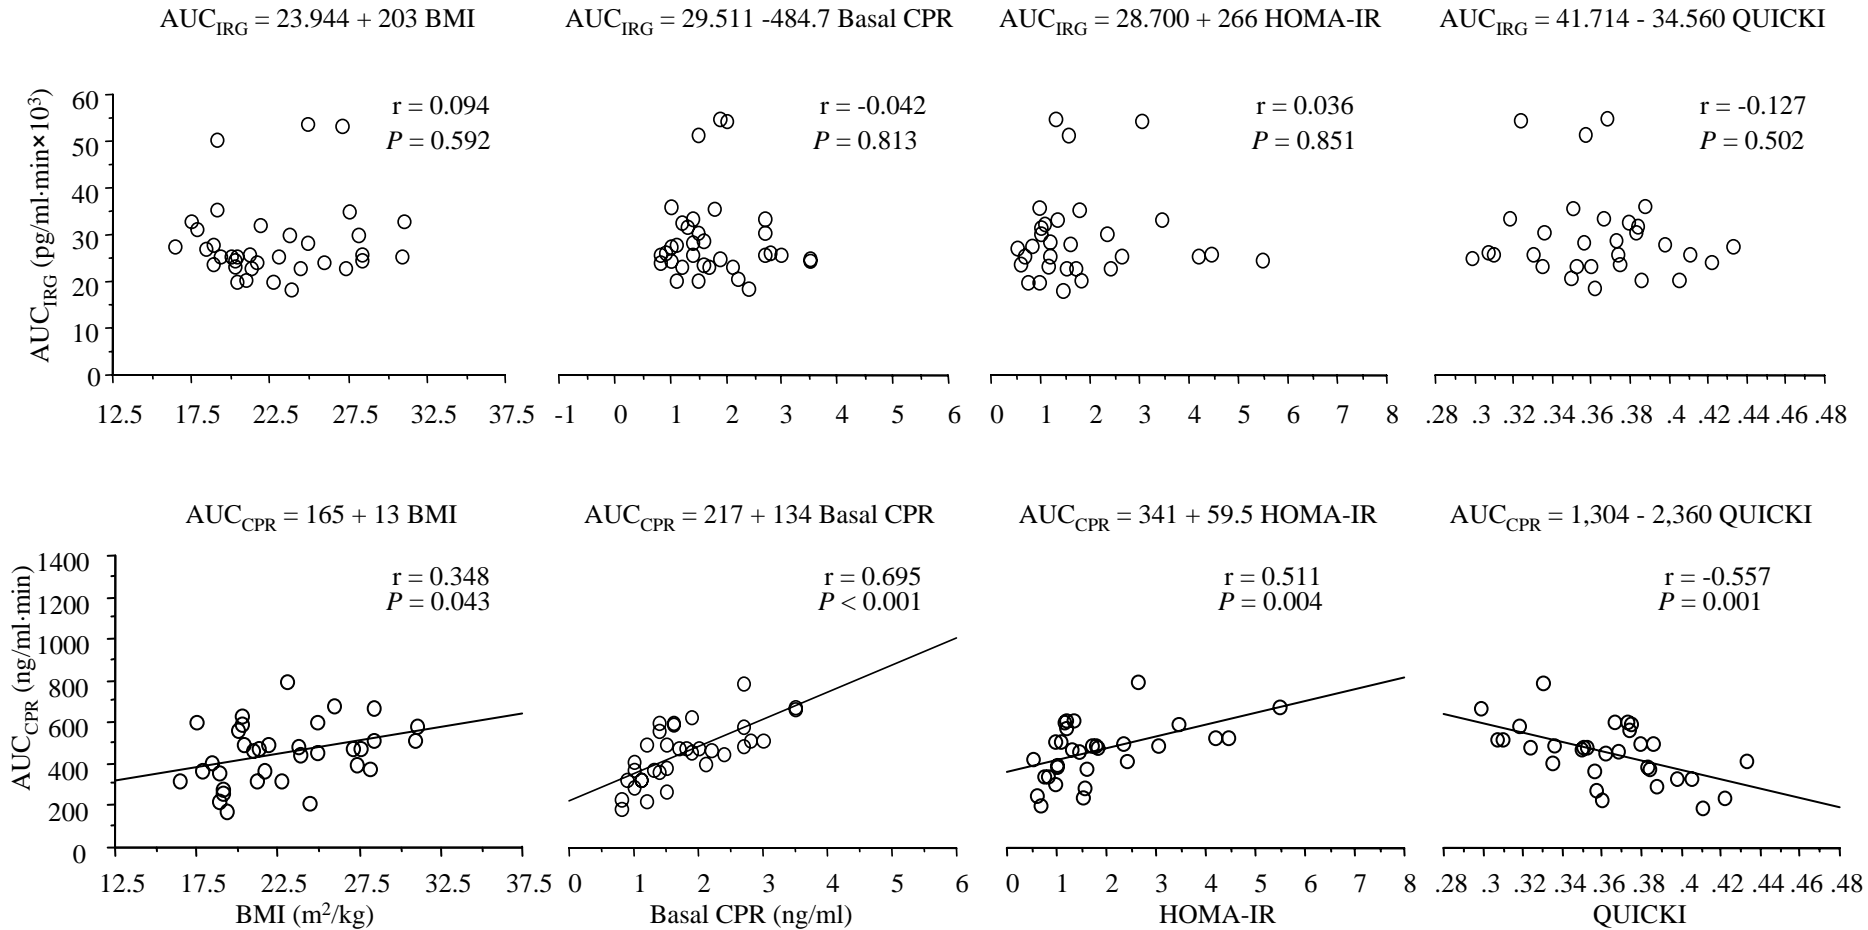 AUC_IRG = 23.944 + 203 BMI
AUC_IRG = 29.511 -484.7 Basal CPR
AUC_IRG = 28.700 + 266 HOMA-IR
AUC_IRG = 41.714 - 34.560 QUICKI
AUC_IRG (pg/ml·min×10³)
60
50
40
30
20
10
0
r = 0.094
P = 0.592
r = -0.042
P = 0.813
r = 0.036
P = 0.851
r = -0.127
P = 0.502
12.5 17.5 22.5 27.5 32.5 37.5
-1 0 1 2 3 4 5 6
0 1 2 3 4 5 6 7 8
.28 .3 .32 .34 .36 .38 .4 .42 .44 .46 .48
AUC_CPR = 165 + 13 BMI
AUC_CPR = 217 + 134 Basal CPR
AUC_CPR = 341 + 59.5 HOMA-IR
AUC_CPR = 1,304 - 2,360 QUICKI
AUC_CPR (ng/ml·min)
1400
1200
1000
800
600
400
200
0
r = 0.348
P = 0.043
r = 0.695
P < 0.001
r = 0.511
P = 0.004
r = -0.557
P = 0.001
12.5 17.5 22.5 27.5 32.5 37.5
0 1 2 3 4 5 6
0 1 2 3 4 5 6 7 8
.28 .3 .32 .34 .36 .38 .4 .42 .44 .46 .48
BMI (m²/kg)
Basal CPR (ng/ml)
HOMA-IR
QUICKI